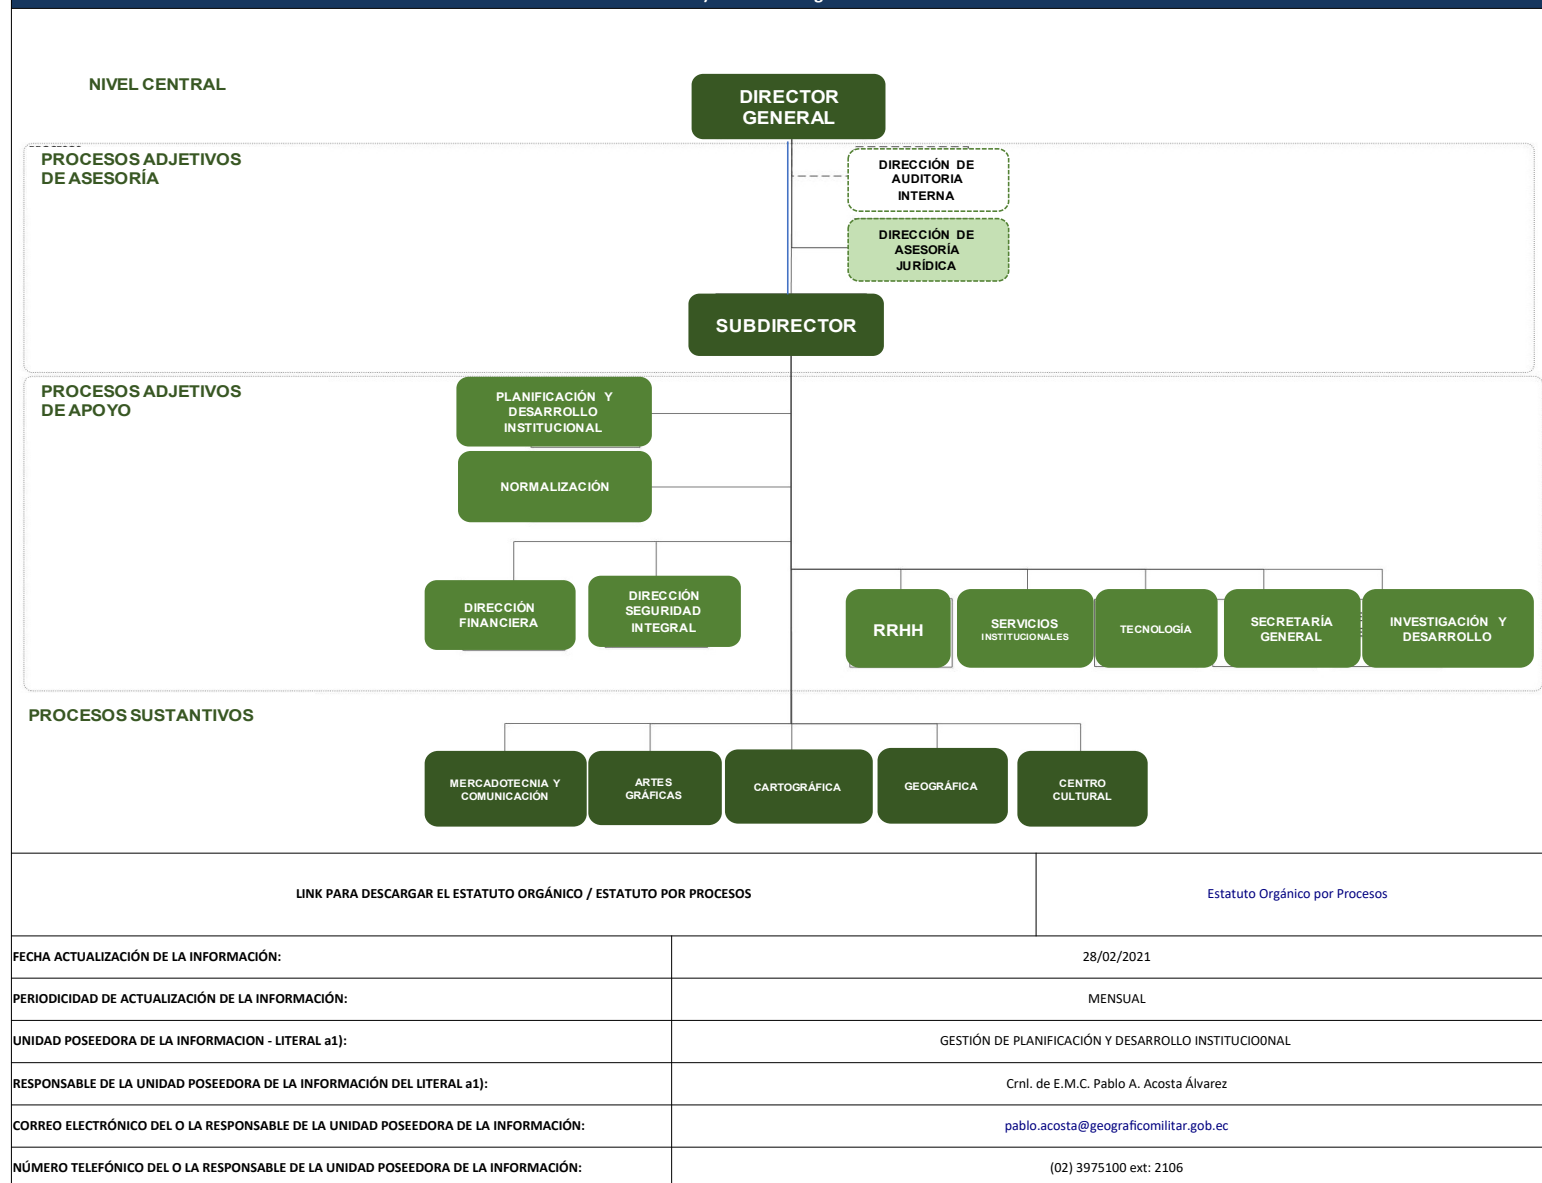 NIVEL CENTRAL
DIRECTOR
GENERAL
PROCESOS ADJETIVOS
DE ASESORÍA
DIRECCIÓN DE
AUDITORIA
INTERNA
DIRECCIÓN DE
ASESORÍA
JURÍDICA
SUBDIRECTOR
PROCESOS ADJETIVOS
DE APOYO
PLANIFICACIÓN Y
DESARROLLO
INSTITUCIONAL
NORMALIZACIÓN
DIRECCIÓN
FINANCIERA
DIRECCIÓN
SEGURIDAD
INTEGRAL
RRHH
SERVICIOS
INSTITUCIONALES
TECNOLOGÍA
SECRETARÍA
GENERAL
INVESTIGACIÓN Y
DESARROLLO
PROCESOS SUSTANTIVOS
MERCADOTECNIA Y
COMUNICACIÓN
ARTES
GRÁFICAS
CARTOGRÁFICA
GEOGRÁFICA
CENTRO
CULTURAL
LINK PARA DESCARGAR EL ESTATUTO ORGÁNICO / ESTATUTO POR PROCESOS
Estatuto Orgánico por Procesos
FECHA ACTUALIZACIÓN DE LA INFORMACIÓN:
28/02/2021
PERIODICIDAD DE ACTUALIZACIÓN DE LA INFORMACIÓN:
MENSUAL
UNIDAD POSEEDORA DE LA INFORMACION - LITERAL a1):
GESTIÓN DE PLANIFICACIÓN Y DESARROLLO INSTITUCIO0NAL
RESPONSABLE DE LA UNIDAD POSEEDORA DE LA INFORMACIÓN DEL LITERAL a1):
Crnl. de E.M.C. Pablo A. Acosta Álvarez
CORREO ELECTRÓNICO DEL O LA RESPONSABLE DE LA UNIDAD POSEEDORA DE LA INFORMACIÓN:
pablo.acosta@geograficomilitar.gob.ec
NÚMERO TELEFÓNICO DEL O LA RESPONSABLE DE LA UNIDAD POSEEDORA DE LA INFORMACIÓN:
(02) 3975100 ext: 2106